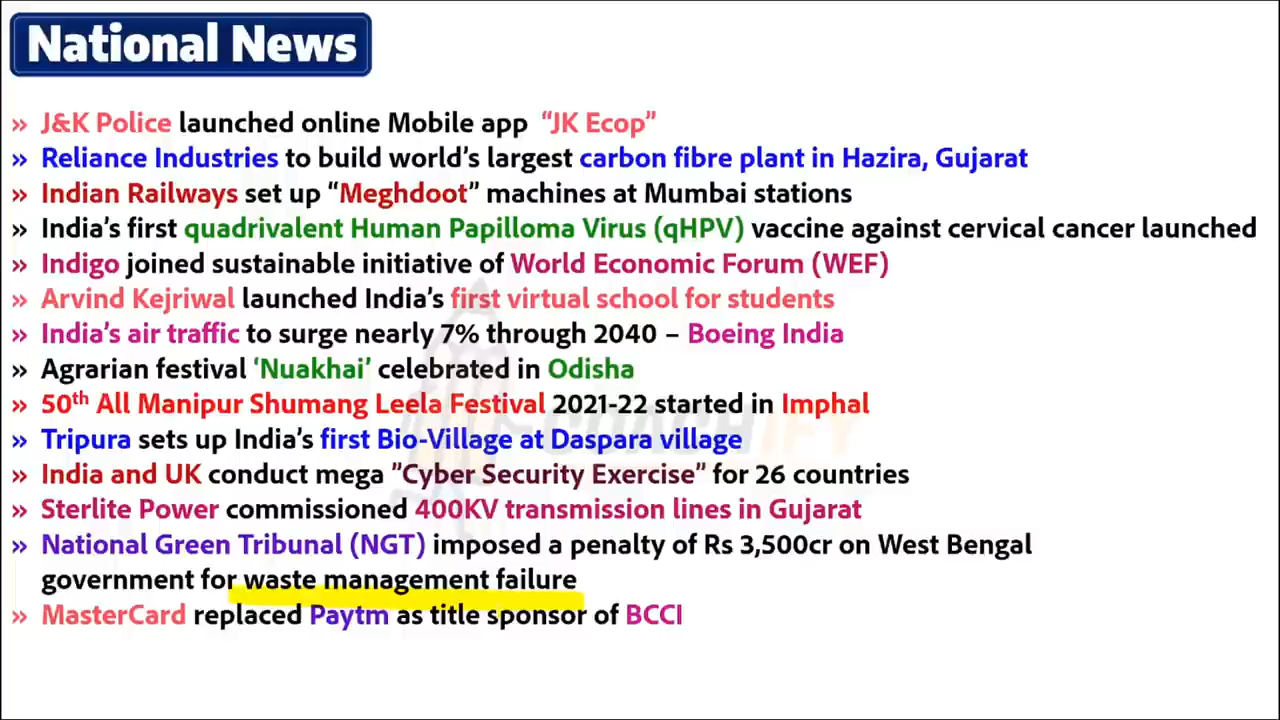 National News
» J&K Police launched online Mobile app “JK Ecop”
» Reliance Industries to build world’s largest carbon fibre plant in Hazira, Gujarat
» Indian Railways set up “Meghdoot” machines at Mumbai stations
» India’s first quadrivalent Human Papilloma Virus (qHPV) vaccine against cervical cancer launched
» Indigo joined sustainable initiative of World Economic Forum (WEF)
» Arvind Kejriwal launched India’s first virtual school for students
» India’s air traffic to surge nearly 7% through 2040 – Boeing India
» Agrarian festival ‘Nuakhai’ celebrated in Odisha
» 50th All Manipur Shumang Leela Festival 2021-22 started in Imphal
» Tripura sets up India’s first Bio-Village at Daspara village
» India and UK conduct mega ”Cyber Security Exercise” for 26 countries
» Sterlite Power commissioned 400KV transmission lines in Gujarat
» National Green Tribunal (NGT) imposed a penalty of Rs 3,500cr on West Bengal
government for waste management failure
» MasterCard replaced Paytm as title sponsor of BCCI
COACHIFY